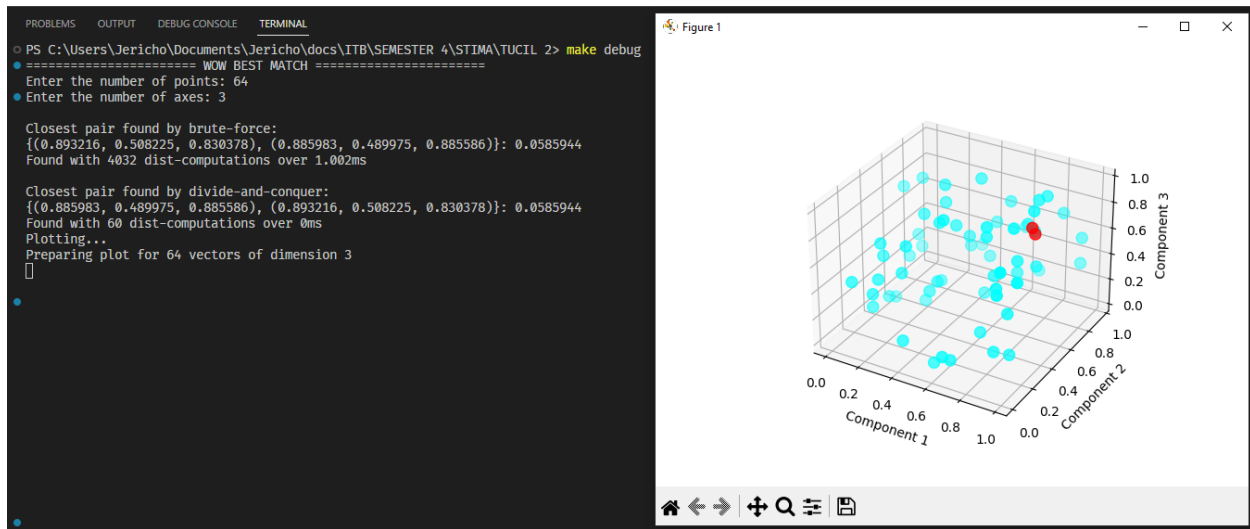 PROBLEMS OUTPUT DEBUG CONSOLE TERMINAL
PS C:\Users\Jericho\Documents\Jericho\docs\ITB\SEMESTER 4\STIMA\TUCIL 2> make debug
======================= WOW BEST MATCH =======================
Enter the number of points: 64
Enter the number of axes: 3
Closest pair found by brute-force:
{(0.893216, 0.508225, 0.830378), (0.885983, 0.489975, 0.885586)}: 0.0585944
Found with 4032 dist-computations over 1.002ms
Closest pair found by divide-and-conquer:
{(0.885983, 0.489975, 0.885586), (0.893216, 0.508225, 0.830378)}: 0.0585944
Found with 60 dist-computations over 0ms
Plotting...
Preparing plot for 64 vectors of dimension 3
Figure 1
1.0
0.8
0.6
0.4
0.2
0.0
Component 3
1.0
0.8
0.6
0.4
0.2
0.0
Component 2
0.0
0.2
0.4
0.6
0.8
1.0
Component 1